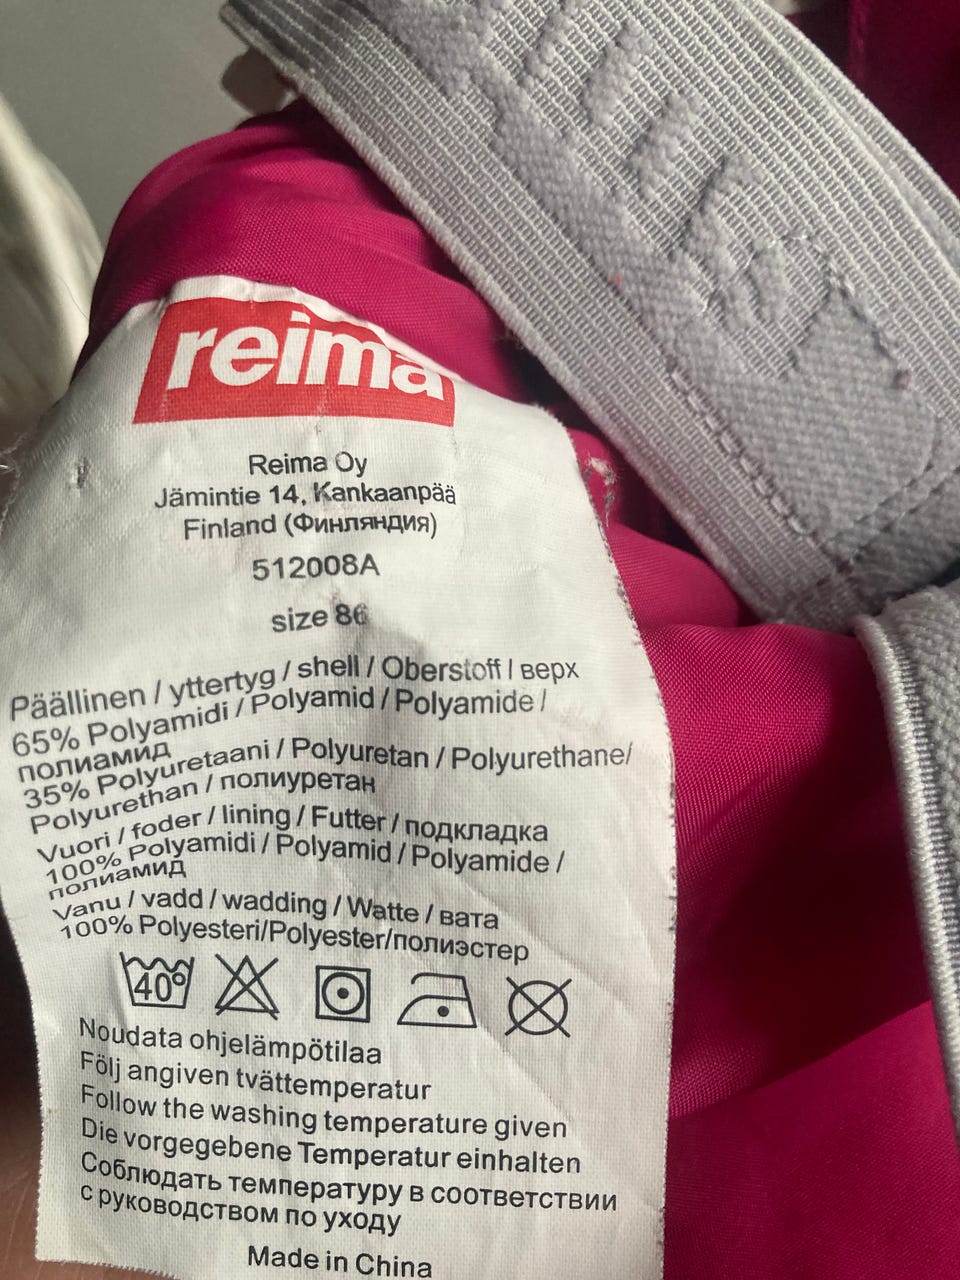 reima
Reima Oy
Jämintie 14, Kankaanpää
Finland (Финляндия)
512008A
size 86
Päällinen / yttertyg / shell / Oberstoff / верх
65% Polyamidi / Polyamid / Polyamide /
полиамид
35% Polyuretaani / Polyuretan / Polyurethane/
Polyurethan / полиуретан
Vuori / foder / lining / Futter / подкладка
100% Polyamidi / Polyamid / Polyamide /
полиамид
Vanu / vadd / wadding / Watte / вата
100% Polyesteri/Polyester/полиэстер
40°
Noudata ohjelämpötilaa
Följ angiven tvättemperatur
Follow the washing temperature given
Die vorgegebene Temperatur einhalten
Соблюдать температуру в соответствии
с руководством по уходу
Made in China